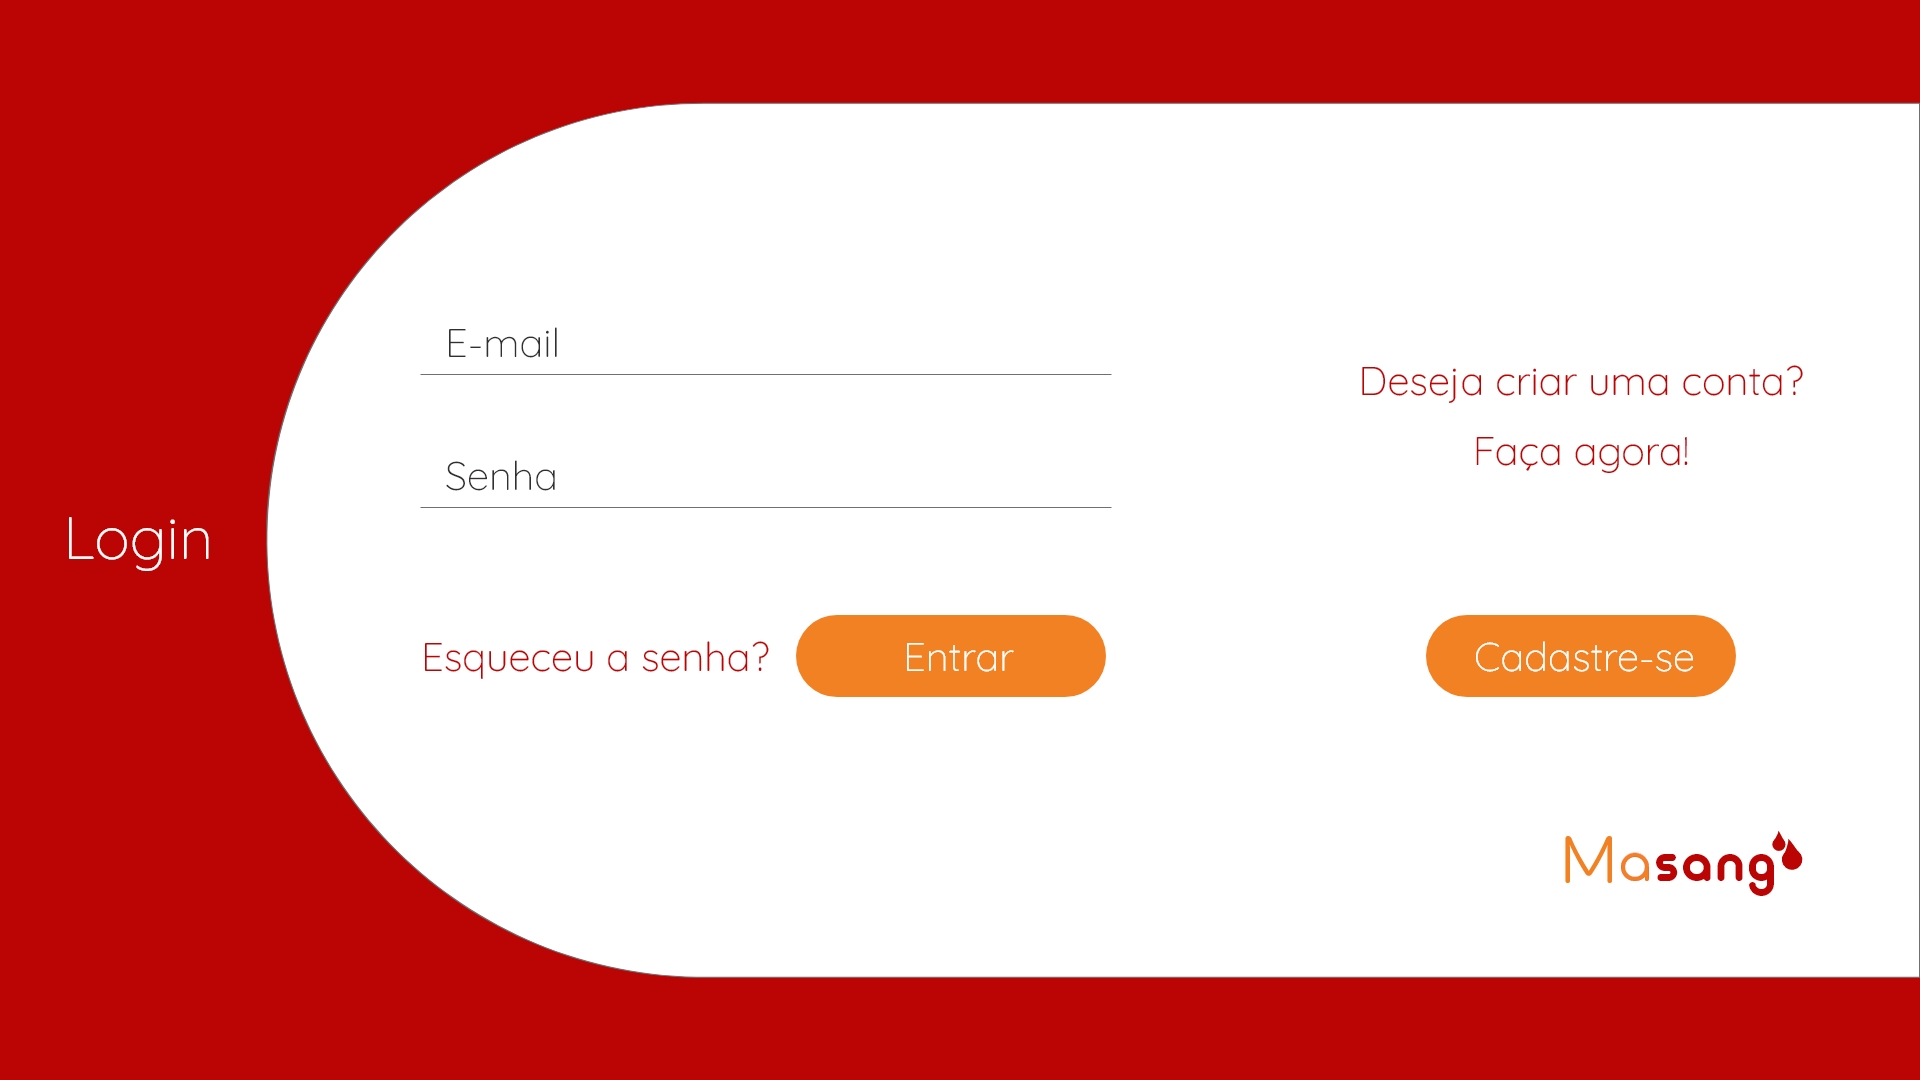 Login
E-mail
Senha
Esqueceu a senha?
Entrar
Deseja criar uma conta?
Faça agora!
Cadastre-se
Masang